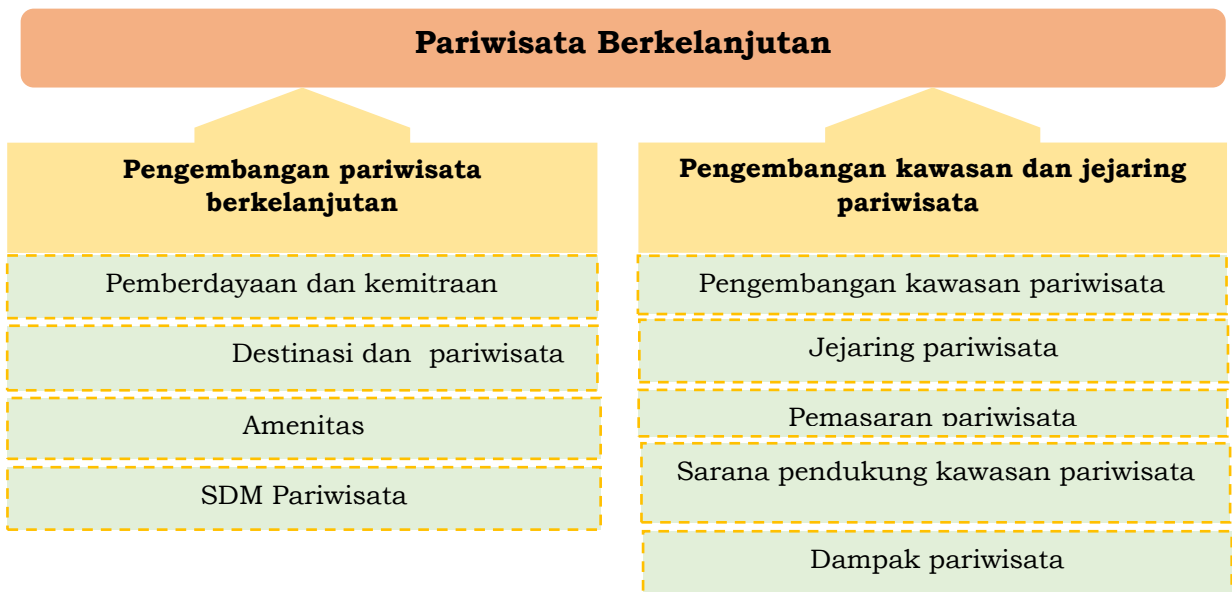 Pariwisata Berkelanjutan
Pengembangan pariwisata
berkelanjutan
Pemberdayaan dan kemitraan
Destinasi dan pariwisata
Amenitas
SDM Pariwisata
Pengembangan kawasan dan jejaring
pariwisata
Pengembangan kawasan pariwisata
Jejaring pariwisata
Pemasaran pariwisata
Sarana pendukung kawasan pariwisata
Dampak pariwisata